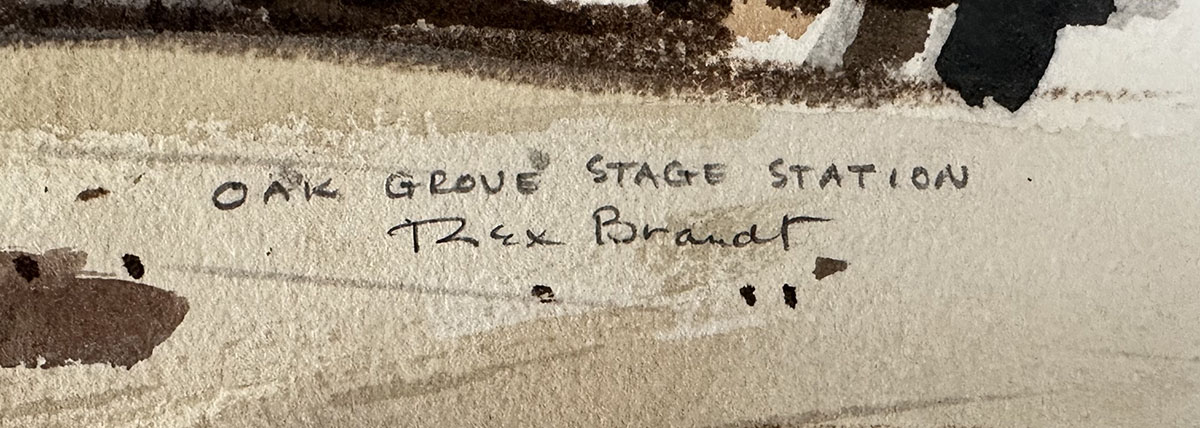 OAK GROVE STAGE STATION
Rex Brandt